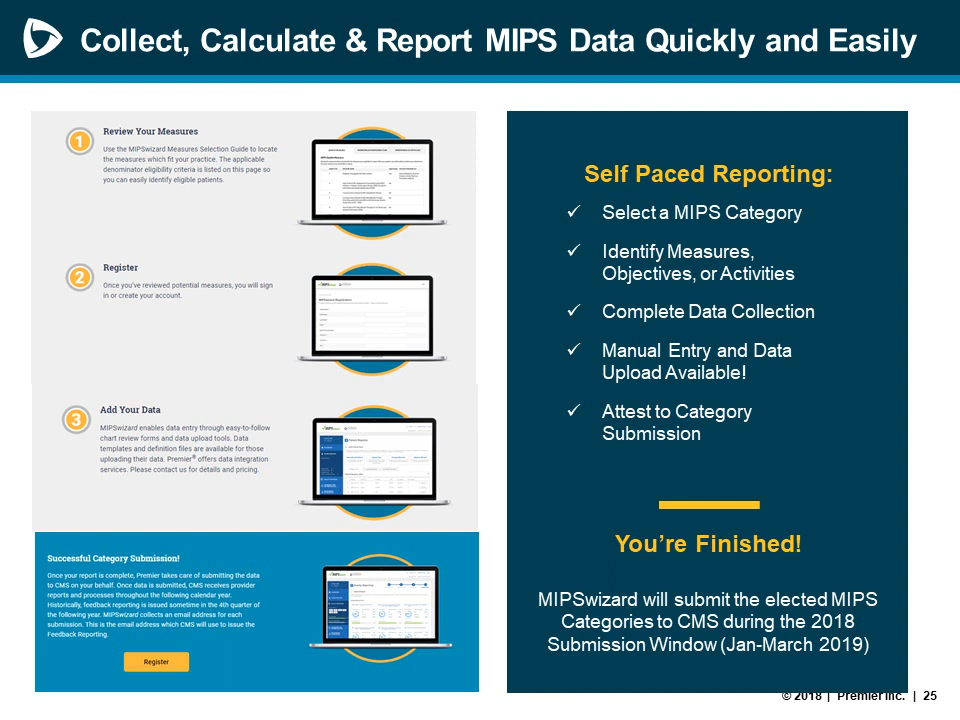 Collect, Calculate & Report MIPS Data Quickly and Easily
1
Review Your Measures
Use the MIPSwizard Measures Selection Guide to locate
the measures which fit your practice. The applicable
denominator eligibility criteria is listed on this page so
you can easily identify eligible patients.
2
Register
Once you've reviewed potential measures, you will sign
in or create your account.
3
Add Your Data
MIPSwizard enables data entry through easy-to-follow
chart review forms and data upload tools. Data
templates and definition files are available for those
uploading their data. Premier® offers data integration
services. Please contact us for details and pricing.
Successful Category Submission!
Once your report is complete, Premier takes care of submitting the data
to CMS on your behalf. Once data is submitted, CMS receives provider
reports and processes throughout the following calendar year.
Historically, feedback reporting is issued sometime in the 4th quarter of
the following year. MIPSwizard collects an email address for each
submission. This is the email address which CMS will use to issue the
Feedback Reporting.
Register
Self Paced Reporting:
✓ Select a MIPS Category
✓ Identify Measures,
Objectives, or Activities
✓ Complete Data Collection
✓ Manual Entry and Data
Upload Available!
✓ Attest to Category
Submission
You're Finished!
MIPSwizard will submit the elected MIPS
Categories to CMS during the 2018
Submission Window (Jan-March 2019)
© 2018 | Premier Inc. | 25